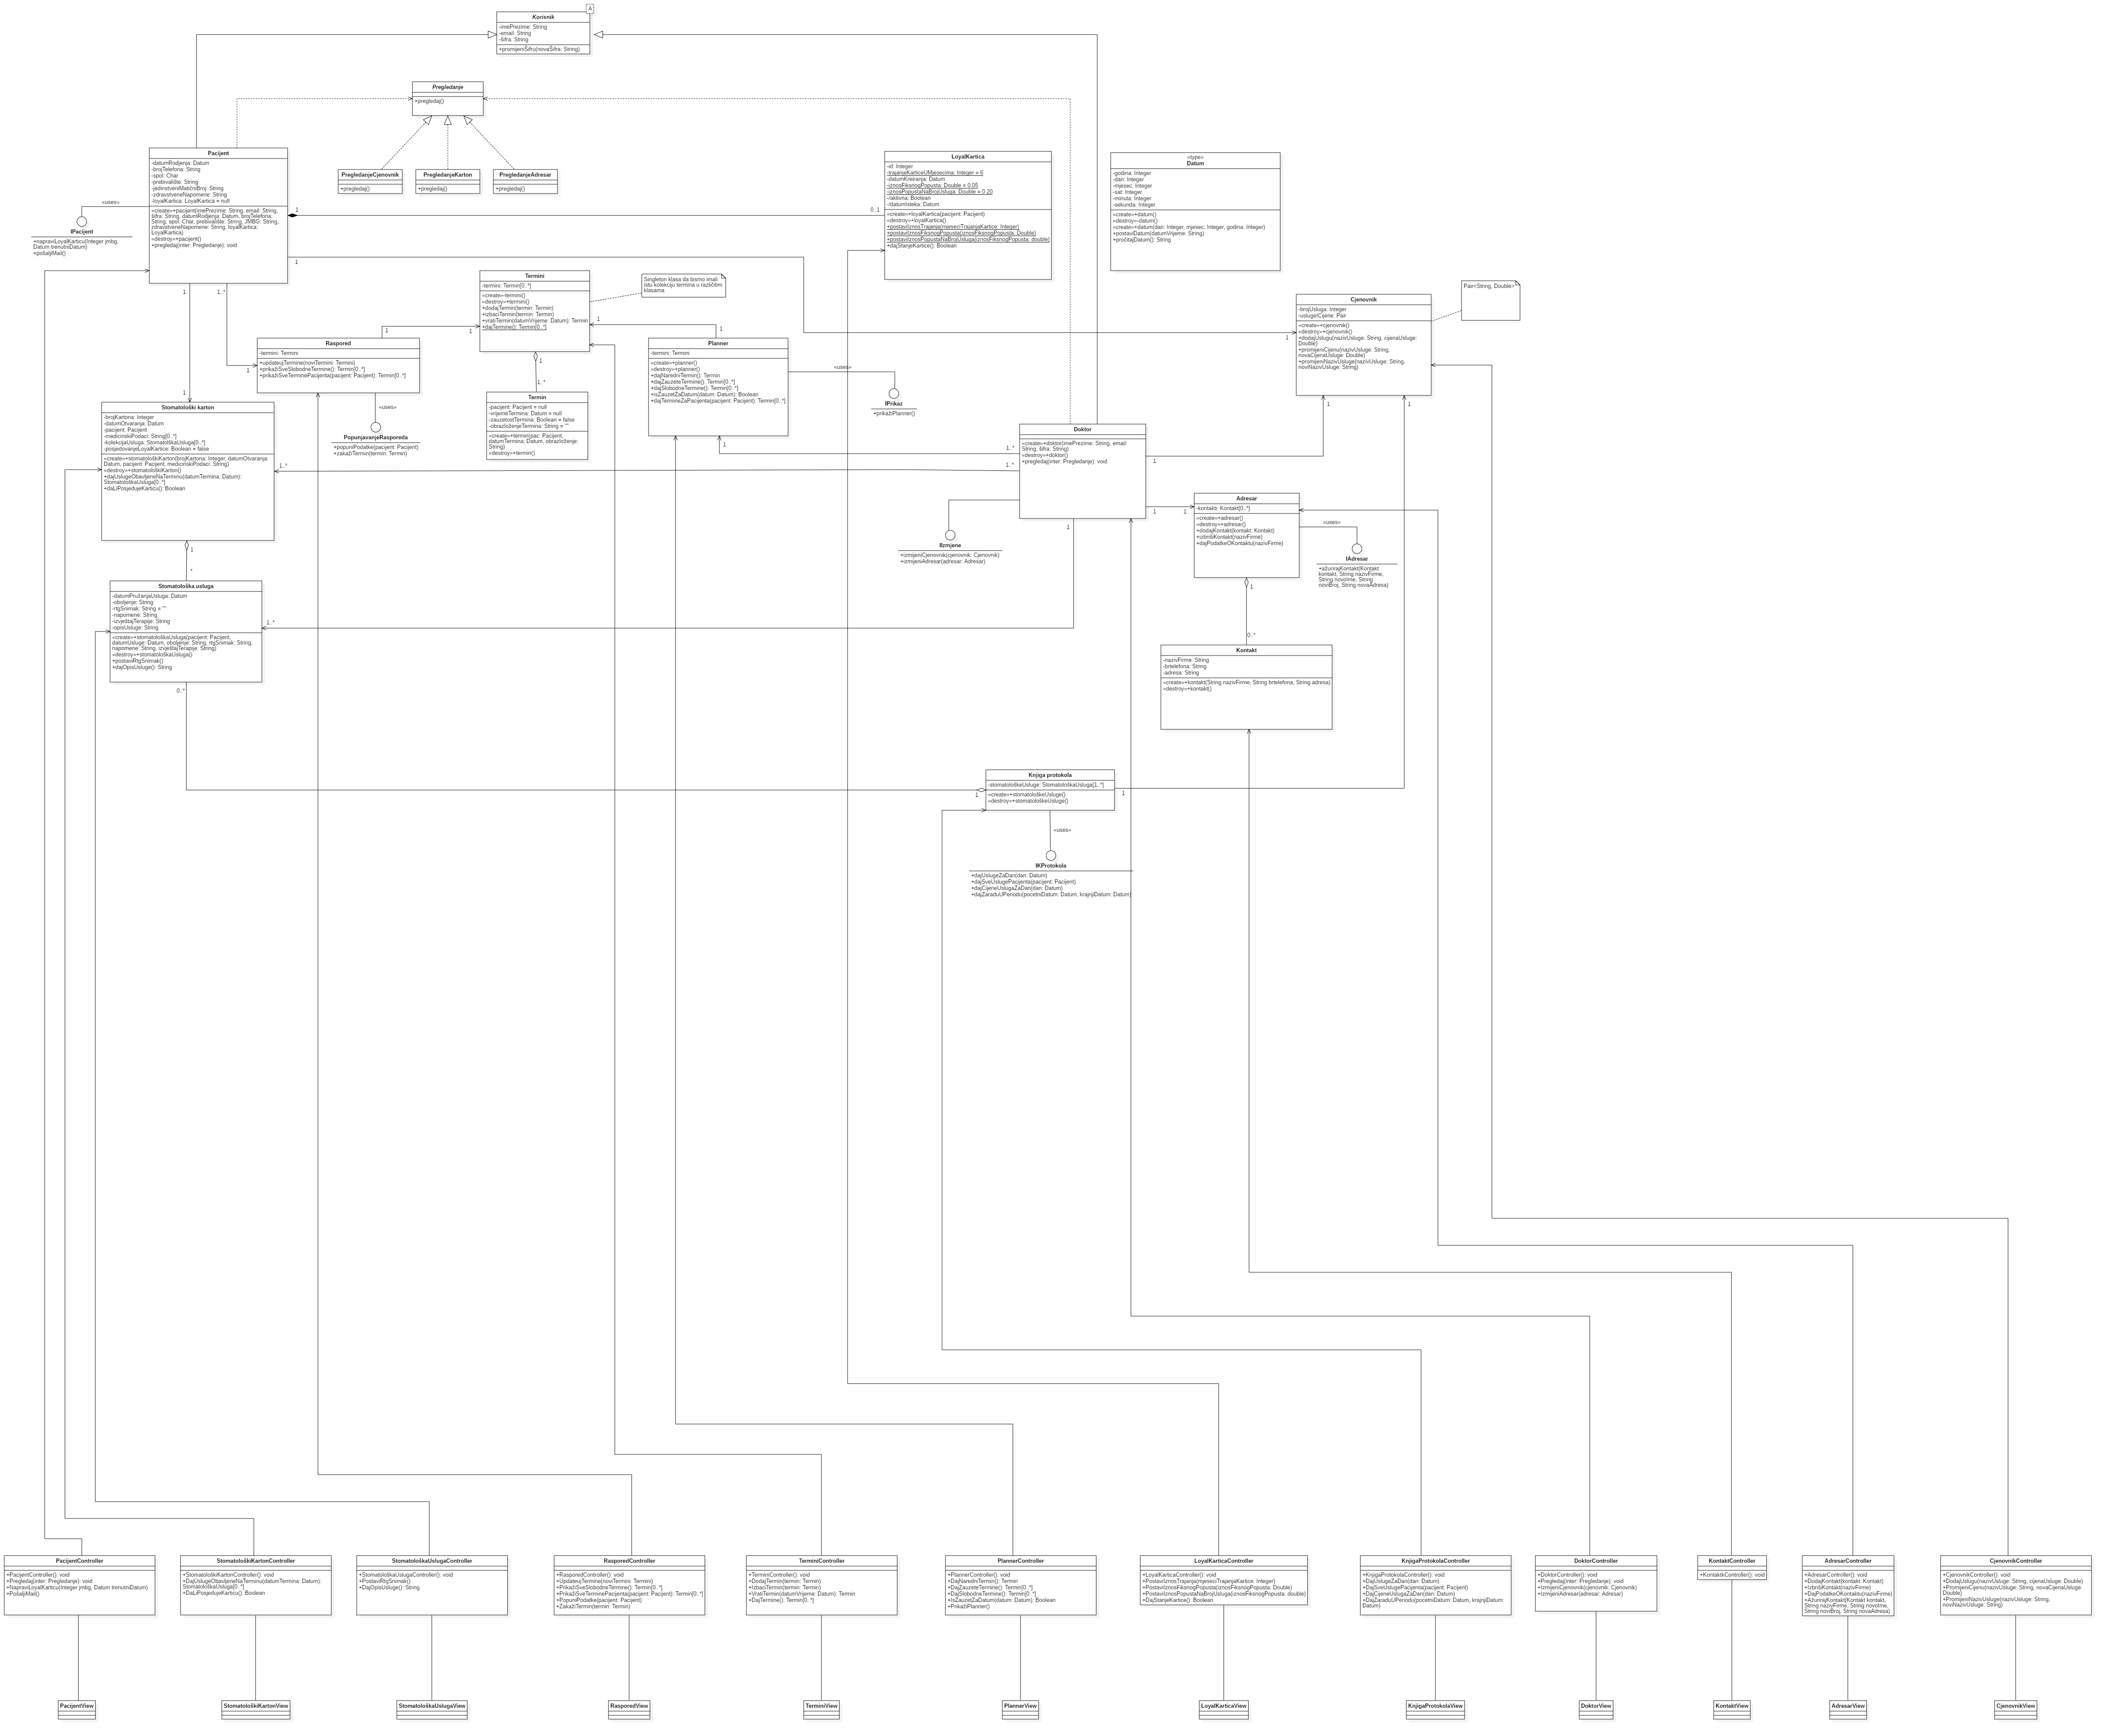 A
Korisnik
-imePrezime: String
-email: String
-šifra: String
+promijeniŠifru(novaŠifra: String)
Pregledanje
+pregledaj()
PregledanjeCjenovnik
+pregledaj()
PregledanjeKarton
+pregledaj()
PregledanjeAdresar
+pregledaj()
Pacijent
-datumRodjenja: Datum
-brojTelefona: String
-spol: Char
-prebivalište: String
-jedinstveniMatičniBroj: String
-zdravstveneNapomene: String
-loyalKartica: LoyalKartica = null
«create»+pacijent(imePrezime: String, email: String,
šifra: String, datumRodjenja: Datum, brojTelefona:
String, spol: Char, prebivalište: String, JMBG: String,
zdravstveneNapomene: String, loyalKartica:
LoyalKartica)
«destroy»+pacijent()
+pregledaj(inter: Pregledanje): void
«uses»
IPacijent
+napraviLoyalKarticu(Integer jmbg,
Datum trenutniDatum)
+pošaljiMail()
1
0..1
LoyalKartica
-id: Integer
-trajanjeKarticeUMjesecima: Integer = 6
-datumKreiranja: Datum
-iznosFiksnogPopusta: Double = 0.05
-iznosPopustaNaBrojUsluga: Double = 0.20
-/aktivna: Boolean
-/datumIsteka: Datum
«create»+loyalKartica(pacijent: Pacijent)
«destroy»+loyalKartica()
+postaviIznosTrajanja(mjeseciTrajanjaKartice: Integer)
+postaviIznosFiksnogPopusta(iznosFiksnogPopusta: Double)
+postaviIznosPopustaNaBrojUsluga(iznosFiksnogPopusta: double)
+dajStanjeKartice(): Boolean
«type»
Datum
-godina: Integer
-dan: Integer
-mjesec: Integer
-sat: Integer
-minuta: Integer
-sekunda: Integer
«create»+datum()
«destroy»-datum()
«create»+datum(dan: Integer, mjesec: Integer, godina: Integer)
+postaviDatum(datumVrijeme: String)
+pročitajDatum(): String
1
1
1..*
Termini
-termini: Termin[0..*]
«create»-termini()
«destroy»+termini()
+dodajTermin(termin: Termin)
+izbaciTermin(termin: Termin)
+vratiTermin(datumVrijeme: Datum): Termin
+dajTermine(): Termin[0..*]
Singleton klasa da bismo imali
istu kolekciju termina u različitim
klasama
Pair<String, Double>
Cjenovnik
-brojUsluga: Integer
-uslugeICijene: Pair
«create»+cjenovnik()
«destroy»+cjenovnik()
+dodajUslugu(nazivUsluge: String, cijenaUsluge:
Double)
+promijeniCijenu(nazivUsluge: String,
novaCijenaUsluge: Double)
+promijeniNazivUsluge(nazivUsluge: String,
noviNazivUsluge: String)
1
1
1
1
1
1
1
Raspored
-termini: Termini
+updateujTermine(noviTermini: Termini)
+prikažiSveSlobodneTermine(): Termin[0..*]
+prikažiSveTerminePacijenta(pacijent: Pacijent): Termin[0..*]
1
«uses»
PopunjavanjeRasporeda
+popuniPodatke(pacijent: Pacijent)
+zakažiTermin(termin: Termin)
1
1..*
Termin
-pacijent: Pacijent = null
-vrijemeTermina: Datum = null
-zauzetostTermina: Boolean = false
-obrazloženjeTermina: String = ""
«create»+termin(pac: Pacijent,
datumTermina: Datum, obrazloženje:
String)
«destroy»+termin()
Planner
-termini: Termini
«create»+planner()
«destroy»+planner()
+dajNaredniTermin(): Termin
+dajZauzeteTermine(): Termin[0..*]
+dajSlobodneTermine(): Termin[0..*]
+isZauzetZaDatum(datum: Datum): Boolean
+dajTermineZaPacijenta(pacijent: Pacijent): Termin[0..*]
«uses»
IPrikaz
+prikažiPlanner()
1
1
Stomatološki karton
-brojKartona: Integer
-datumOtvaranja: Datum
-pacijent: Pacijent
-medicinskiPodaci: String[0..*]
-kolekcijaUsluga: StomatološkaUsluga[0..*]
-posjedovanjeLoyalKartice: Boolean = false
«create»+stomatološkiKarton(brojKartona: Integer, datumOtvaranja:
Datum, pacijent: Pacijent, medicinskiPodaci: String)
«destroy»+stomatološkiKarton()
+dajUslugeObavljeneNaTerminu(datumTermina: Datum):
StomatološkaUsluga[0..*]
+daLiPosjedujeKarticu(): Boolean
1..*
Doktor
«create»+doktor(imePrezime: String, email:
String, šifra: String)
«destroy»+doktor()
+pregledaj(inter: Pregledanje): void
1..*
1..*
1
1
1
1
IIzmjene
+izmijeniCjenovnik(cjenovnik: Cjenovnik)
+izmijeniAdresar(adresar: Adresar)
Adresar
-kontakti: Kontakt[0..*]
«create»+adresar()
«destroy»+adresar()
+dodajKontakt(kontakt: Kontakt)
+izbrišiKontakt(nazivFirme)
+dajPodatkeOKontaktu(nazivFirme)
«uses»
IAdresar
+ažurirajKontakt(Kontakt
kontakt, String nazivFirme,
String novoIme, String
noviBroj, String novaAdresa)
1
*
Stomatološka usluga
-datumPružanjaUsluga: Datum
-oboljenje: String
-rtgSnimak: String = ""
-napomene: String
-izvještajTerapije: String
-opisUsluge: String
«create»+stomatološkaUsluga(pacijent: Pacijent,
datumUsluge: Datum, oboljenje: String, rtgSnimak: String,
napomene: String, izvještajTerapije: String)
«destroy»+stomatološkaUsluga()
+postaviRtgSnimak()
+dajOpisUsluge(): String
1..*
0..*
1
0..*
Kontakt
-nazivFirme: String
-brtelefona: String
-adresa: String
«create»+kontakt(String nazivFirme, String brtelefona, String adresa)
«destroy»+kontakt()
Knjiga protokola
-stomatološkeUsluge: StomatološkaUsluga[1..*]
«create»+stomatološkeUsluge()
«destroy»+stomatološkeUsluge()
1
1
«uses»
IKProtokola
+dajUslugeZaDan(dan: Datum)
+dajSveUslugePacijenta(pacijent: Pacijent)
+dajCijeneUslugaZaDan(dan: Datum)
+dajZaraduUPeriodu(pocetniDatum: Datum, krajnjiDatum: Datum)
PacijentController
+PacijentController(): void
+Pregledaj(inter: Pregledanje): void
+NapraviLoyalKarticu(Integer jmbg, Datum trenutniDatum)
+PošaljiMail()
StomatološkiKartonController
+StomatološkiKartonController(): void
+DajUslugeObavljeneNaTerminu(datumTermina: Datum):
StomatološkaUsluga[0..*]
+DaLiPosjedujeKarticu(): Boolean
StomatološkaUslugaController
+StomatološkaUslugaController(): void
+PostaviRtgSnimak()
+DajOpisUsluge(): String
RasporedController
+RasporedController(): void
+UpdateujTermine(noviTermini: Termini)
+PrikažiSveSlobodneTermine(): Termin[0..*]
+PrikažiSveTerminePacijenta(pacijent: Pacijent): Termin[0..*]
+PopuniPodatke(pacijent: Pacijent)
+ZakažiTermin(termin: Termin)
TerminiController
+TerminiController(): void
+DodajTermin(termin: Termin)
+IzbaciTermin(termin: Termin)
+VratiTermin(datumVrijeme: Datum): Termin
+DajTermine(): Termin[0..*]
PlannerController
+PlannerController(): void
+DajNaredniTermin(): Termin
+DajZauzeteTermine(): Termin[0..*]
+DajSlobodneTermine(): Termin[0..*]
+IsZauzetZaDatum(datum: Datum): Boolean
+PrikažiPlanner()
LoyalKarticaController
+LoyalKarticaController(): void
+PostaviIznosTrajanja(mjeseciTrajanjaKartice: Integer)
+PostaviIznosFiksnogPopusta(iznosFiksnogPopusta: Double)
+PostaviIznosPopustaNaBrojUsluga(iznosFiksnogPopusta: double)
+DajStanjeKartice(): Boolean
KnjigaProtokolaController
+KnjigaProtokolaController(): void
+DajUslugeZaDan(dan: Datum)
+DajSveUslugePacijenta(pacijent: Pacijent)
+DajCijeneUslugaZaDan(dan: Datum)
+DajZaraduUPeriodu(pocetniDatum: Datum, krajnjiDatum:
Datum)
DoktorController
+DoktorController(): void
+Pregledaj(inter: Pregledanje): void
+IzmijeniCjenovnik(cjenovnik: Cjenovnik)
+IzmijeniAdresar(adresar: Adresar)
KontaktController
+KontaktkController(): void
AdresarController
+AdresarController(): void
+DodajKontakt(kontakt: Kontakt)
+IzbrišiKontakt(nazivFirme)
+DajPodatkeOKontaktu(nazivFirme)
+AžurirajKontakt(Kontakt kontakt,
String nazivFirme, String novoIme,
String noviBroj, String novaAdresa)
CjenovnikController
+CjenovnikController(): void
+DodajUslugu(nazivUsluge: String, cijenaUsluge: Double)
+PromijeniCijenu(nazivUsluge: String, novaCijenaUsluge:
Double)
+PromijeniNazivUsluge(nazivUsluge: String,
noviNazivUsluge: String)
PacijentView
StomatološkiKartonView
StomatološkaUslugaView
RasporedView
TerminiView
PlannerView
LoyalKarticaView
KnjigaProtokolaView
DoktorView
KontaktView
AdresarView
CjenovnikView